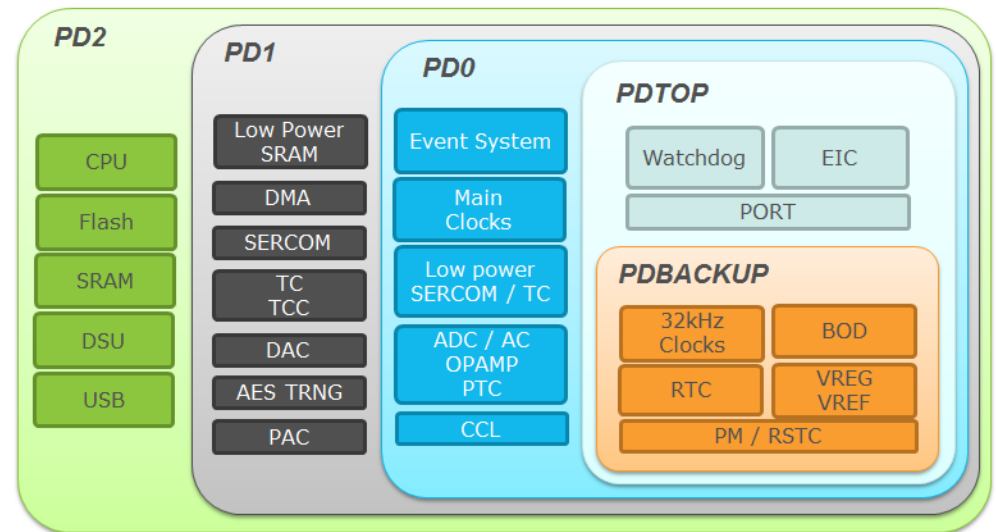 PD2
CPU
Flash
SRAM
DSU
USB
PD1
Low Power
SRAM
DMA
SERCOM
TC
TCC
DAC
AES TRNG
PAC
PD0
Event System
Main
Clocks
Low power
SERCOM / TC
ADC / AC
OPAMP
PTC
CCL
PDTOP
Watchdog
EIC
PORT
PDBACKUP
32kHz
Clocks
BOD
RTC
VREG
VREF
PM / RSTC